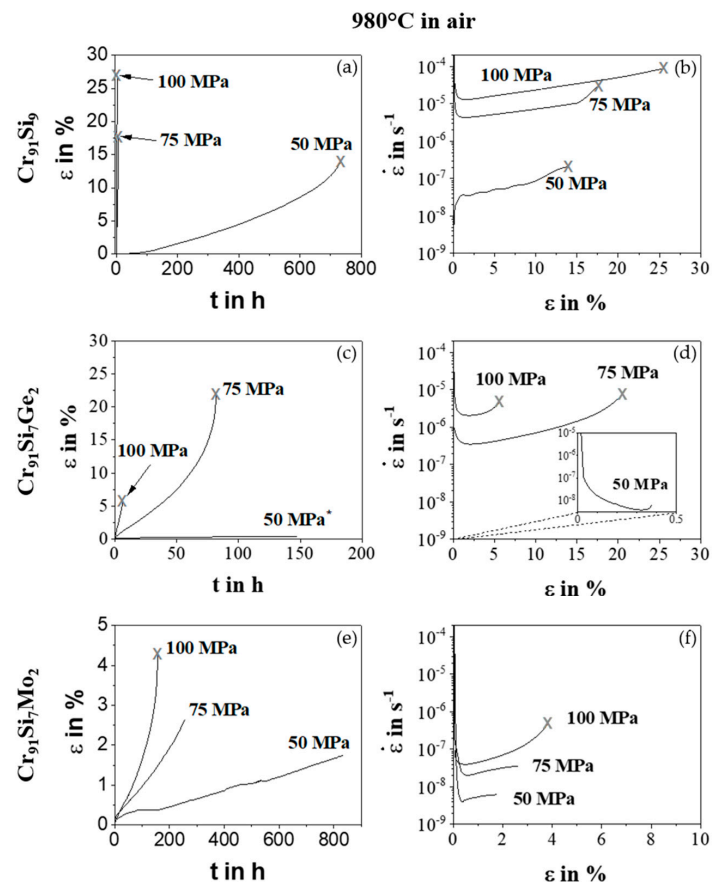 980°C in air
Cr91Si9
(a)
ε in %
30
25
20
15
10
5
0
100 MPa
75 MPa
50 MPa
0 200 400 600 800
t in h
(b)
ε̇ in s⁻¹
10⁻⁴
10⁻⁵
10⁻⁶
10⁻⁷
10⁻⁸
10⁻⁹
100 MPa
75 MPa
50 MPa
0 5 10 15 20 25 30
ε in %
Cr91Si7Ge2
(c)
ε in %
30
25
20
15
10
5
0
75 MPa
100 MPa
50 MPa*
0 50 100 150 200
t in h
(d)
ε̇ in s⁻¹
10⁻⁴
10⁻⁵
10⁻⁶
10⁻⁷
10⁻⁸
10⁻⁹
100 MPa
75 MPa
10⁻⁵
10⁻⁶
10⁻⁷
10⁻⁸
50 MPa
0 0.5
0 5 10 15 20 25 30
ε in %
Cr91Si7Mo2
(e)
ε in %
5
4
3
2
1
0
100 MPa
75 MPa
50 MPa
0 200 400 600 800
t in h
(f)
ε̇ in s⁻¹
10⁻⁴
10⁻⁵
10⁻⁶
10⁻⁷
10⁻⁸
10⁻⁹
100 MPa
75 MPa
50 MPa
0 2 4 6 8 10
ε in %